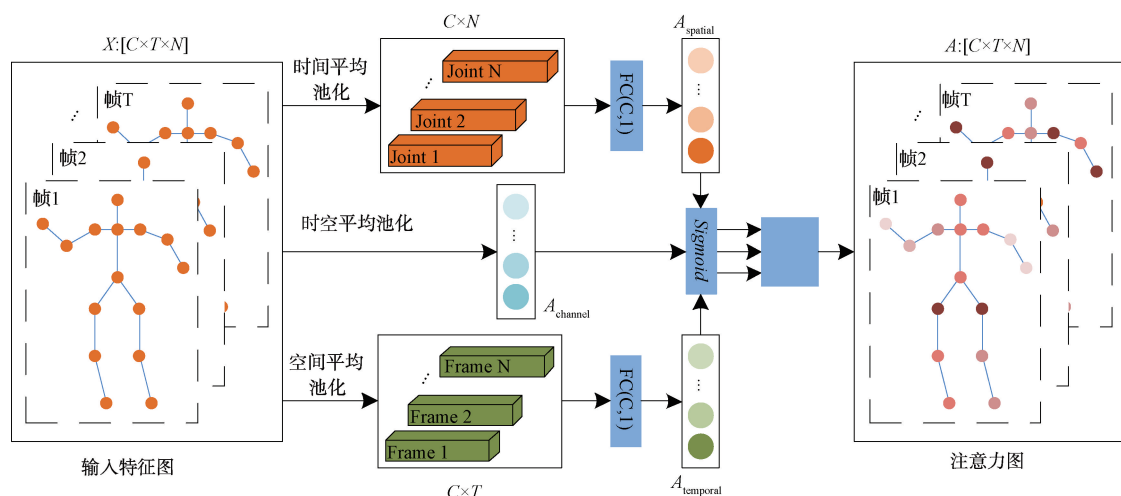 X:[C×T×N]
帧T
帧2
帧1
输入特征图
时间平均
池化
时空平均池化
空间平均
池化
C×N
Joint N
Joint 2
Joint 1
FC(C,1)
A_spatial
A_channel
Frame N
Frame 2
Frame 1
C×T
FC(C,1)
A_temporal
Sigmoid
A:[C×T×N]
帧T
帧2
帧1
注意力图